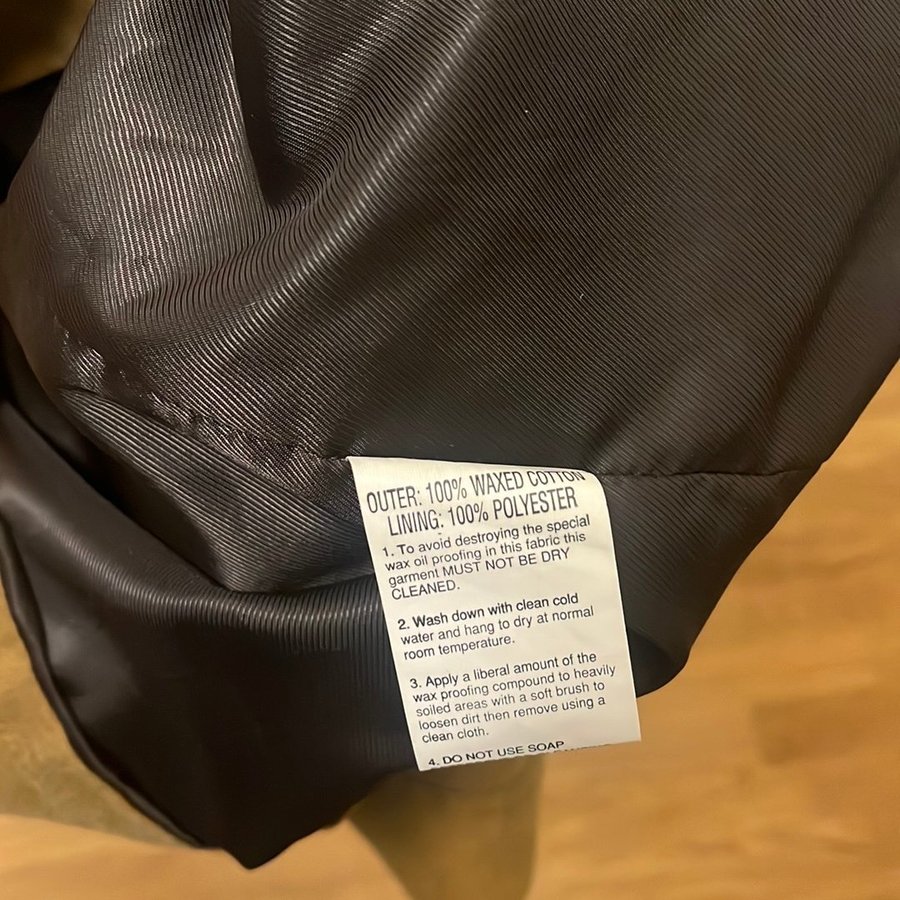 OUTER: 100% WAXED COTTON
LINING: 100% POLYESTER
1. To avoid destroying the special
wax oil proofing in this fabric this
garment MUST NOT BE DRY
CLEANED.
2. Wash down with clean cold
water and hang to dry at normal
room temperature.
3. Apply a liberal amount of the
wax proofing compound to heavily
soiled areas with a soft brush to
loosen dirt then remove using a
clean cloth.
4. DO NOT USE SOAP